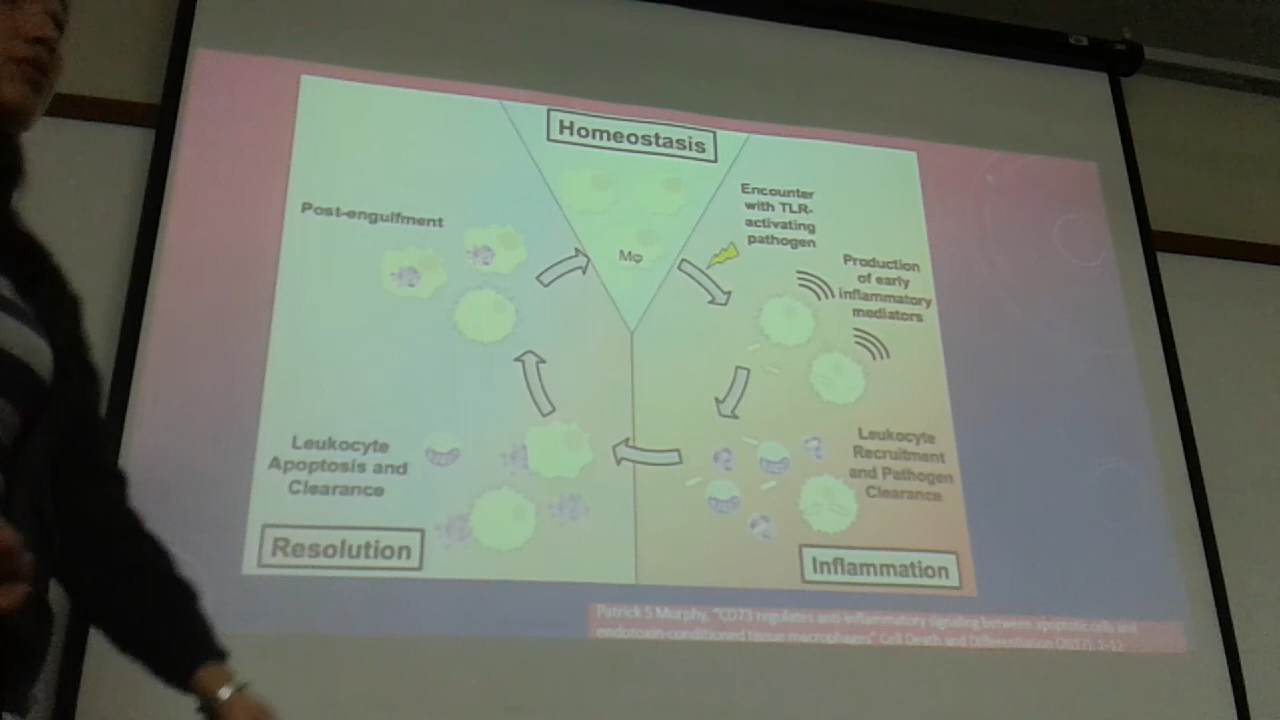 Homeostasis
Mφ
Encounter
with TLR-
activating
pathogen
Production
of early
inflammatory
mediators
Leukocyte
Recruitment
and Pathogen
Clearance
Inflammation
Leukocyte
Apoptosis and
Clearance
Resolution
Post-engulfment
Patrick S Murphy, "CD73 regulates anti-inflammatory signaling between apoptotic cells and
endotoxin-conditioned tissue macrophages" Cell Death and Differentiation (2017), 1-12